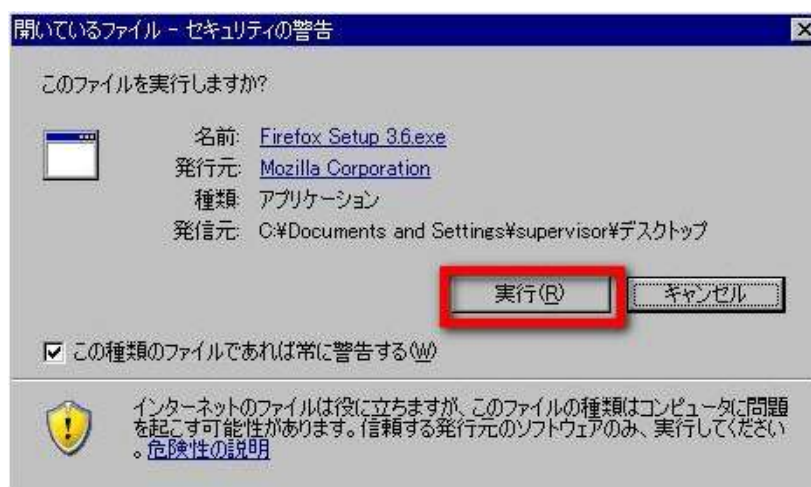 開いているファイル - セキュリティの警告
このファイルを実行しますか?
名前: Firefox Setup 3.6.exe
発行元: Mozilla Corporation
種類: アプリケーション
発信元: C:¥Documents and Settings¥supervisor¥デスクトップ
実行(R) キャンセル
この種類のファイルであれば常に警告する(W)
インターネットのファイルは役に立ちますが、このファイルの種類はコンピュータに問題
を起こす可能性があります。信頼する発行元のソフトウェアのみ、実行してください
。危険性の説明